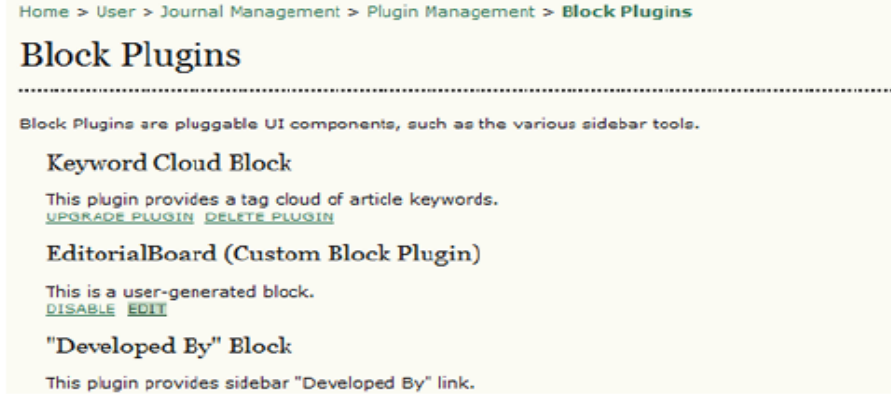 Home > User > Journal Management > Plugin Management > Block Plugins
Block Plugins
Block Plugins are pluggable UI components, such as the various sidebar tools.
Keyword Cloud Block
This plugin provides a tag cloud of article keywords.
UPGRADE PLUGIN DELETE PLUGIN
EditorialBoard (Custom Block Plugin)
This is a user-generated block.
DISABLE EDIT
"Developed By" Block
This plugin provides sidebar "Developed By" link.